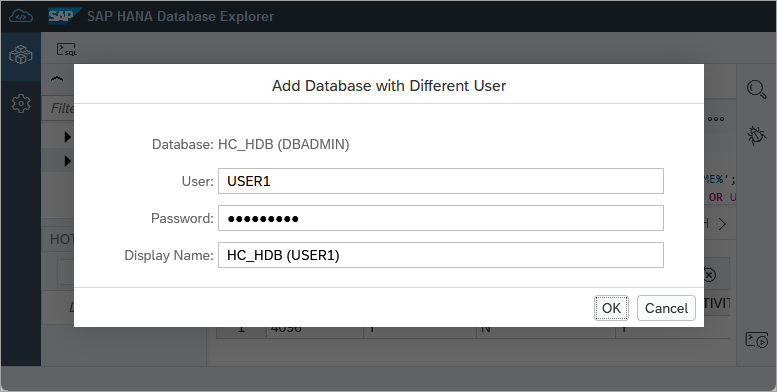 SAP SAP HANA Database Explorer
SQL
Filte
Add Database with Different User
Database: HC_HDB (DBADMIN)
User: USER1
Password: ●●●●●●●●●
Display Name: HC_HDB (USER1)
OK Cancel
ME%';
OR U
H
HOT
TIVIT
1 4096 Y N Y